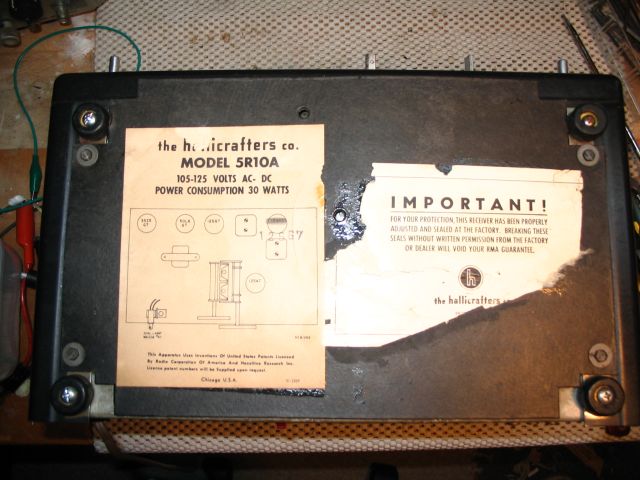 the hallicrafters co.
MODEL 5R10A
105-125 VOLTS AC- DC
POWER CONSUMPTION 30 WATTS
This Apparatus Uses Inventions Of United States Patents Licensed
By Radio Corporation Of America And Hazeltine Research Inc.
License patent numbers will be Supplied upon request.
Chicago U.S.A.
IMPORTANT!
FOR YOUR PROTECTION, THIS RECEIVER HAS BEEN PROPERLY
ADJUSTED AND SEALED AT THE FACTORY. BREAKING THESE
SEALS WITHOUT WRITTEN PERMISSION FROM THE FACTORY
OR DEALER WILL VOID YOUR RMA GUARANTEE.
h
the hallicrafters